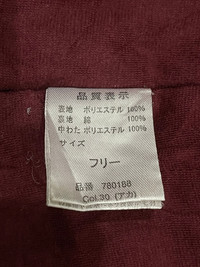 品質表示
表地 ポリエステル 100%
裏地 綿 100%
中わた ポリエステル 100%
サイズ
フリー
品番 780188
Col.39 (アカ)